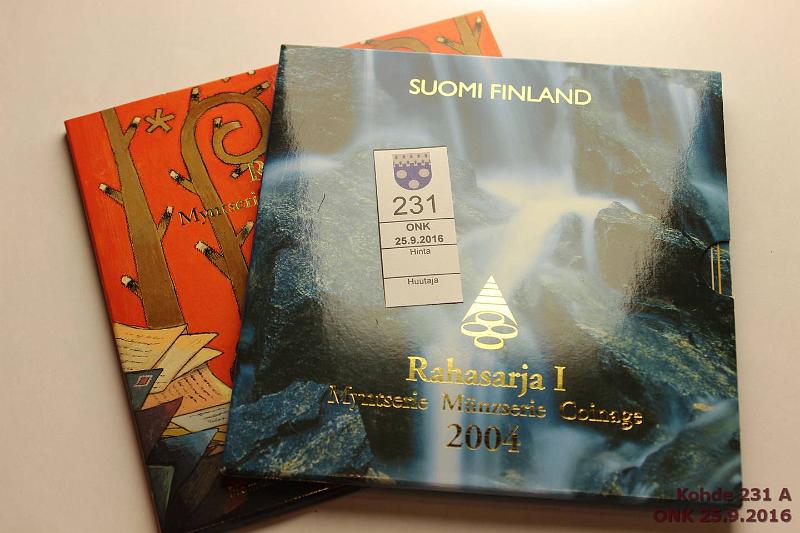 SUOMI FINLAND
231
ONK
25.9.2016
Hinta
Huutaja
Rahasarja I
Myntserie Münzserie Coinage
2004
Kohde 231 A
ONK 25.9.2016